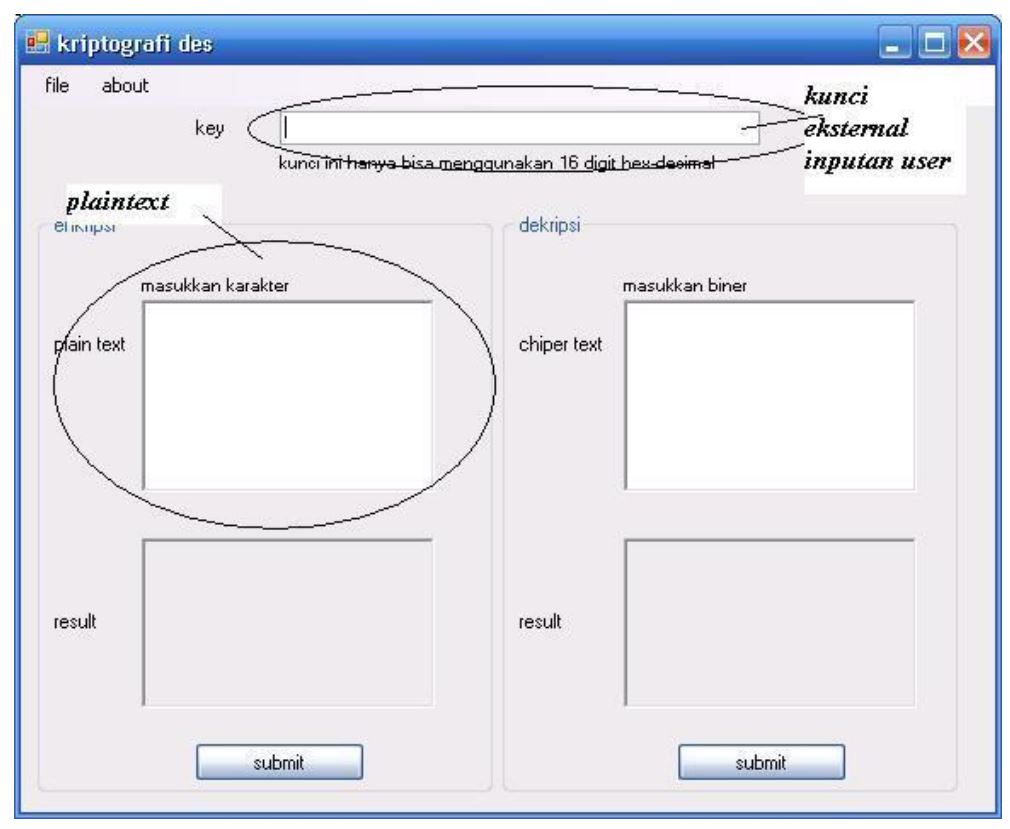 kriptografi des
file about
kunci
eksternal
inputan user
key
kunci ini hanya bisa menggunakan 16 digit hex-decimal
plaintext
enkripsi
dekripsi
masukkan karakter
masukkan biner
plain text
chiper text
result
result
submit
submit